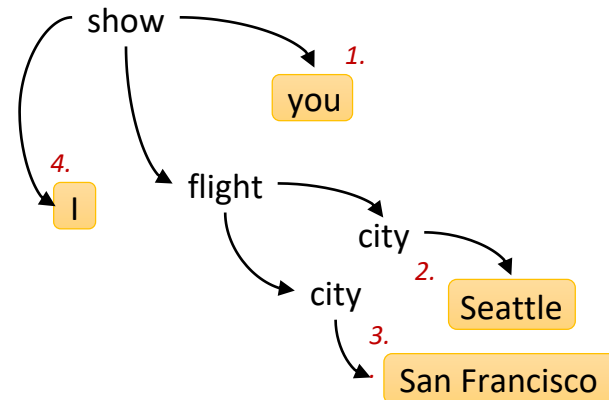 show
1.
you
4.
I
flight
city
2.
Seattle
city
3.
San Francisco